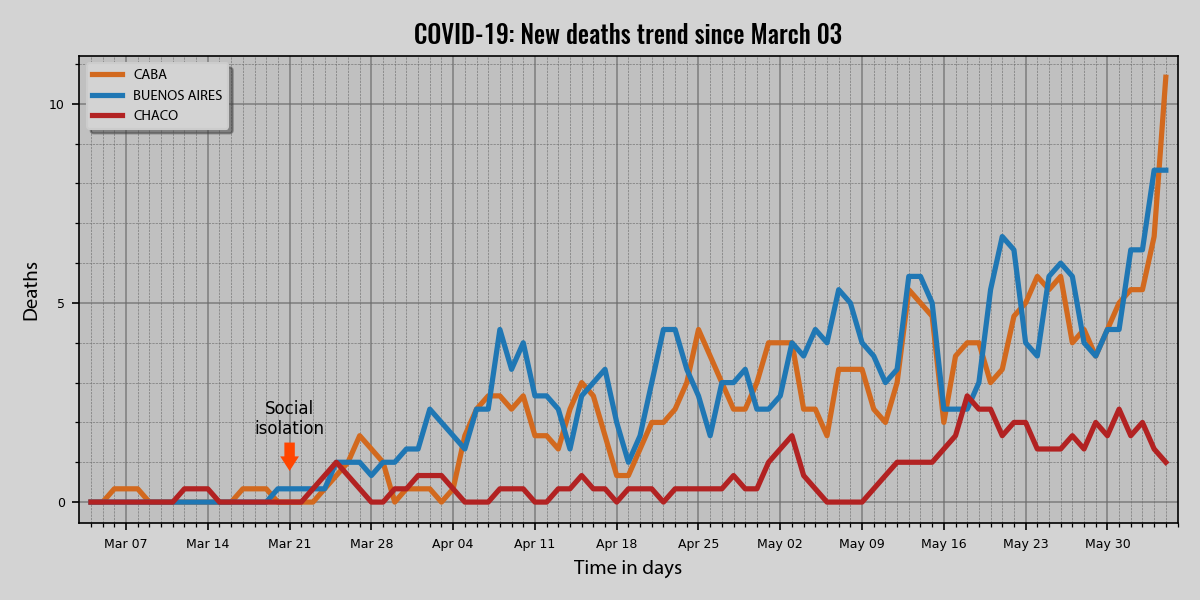 COVID-19: New deaths trend since March 03
CABA
BUENOS AIRES
CHACO
10
5
0
Deaths
Social
isolation
Mar 07 Mar 14 Mar 21 Mar 28 Apr 04 Apr 11 Apr 18 Apr 25 May 02 May 09 May 16 May 23 May 30
Time in days